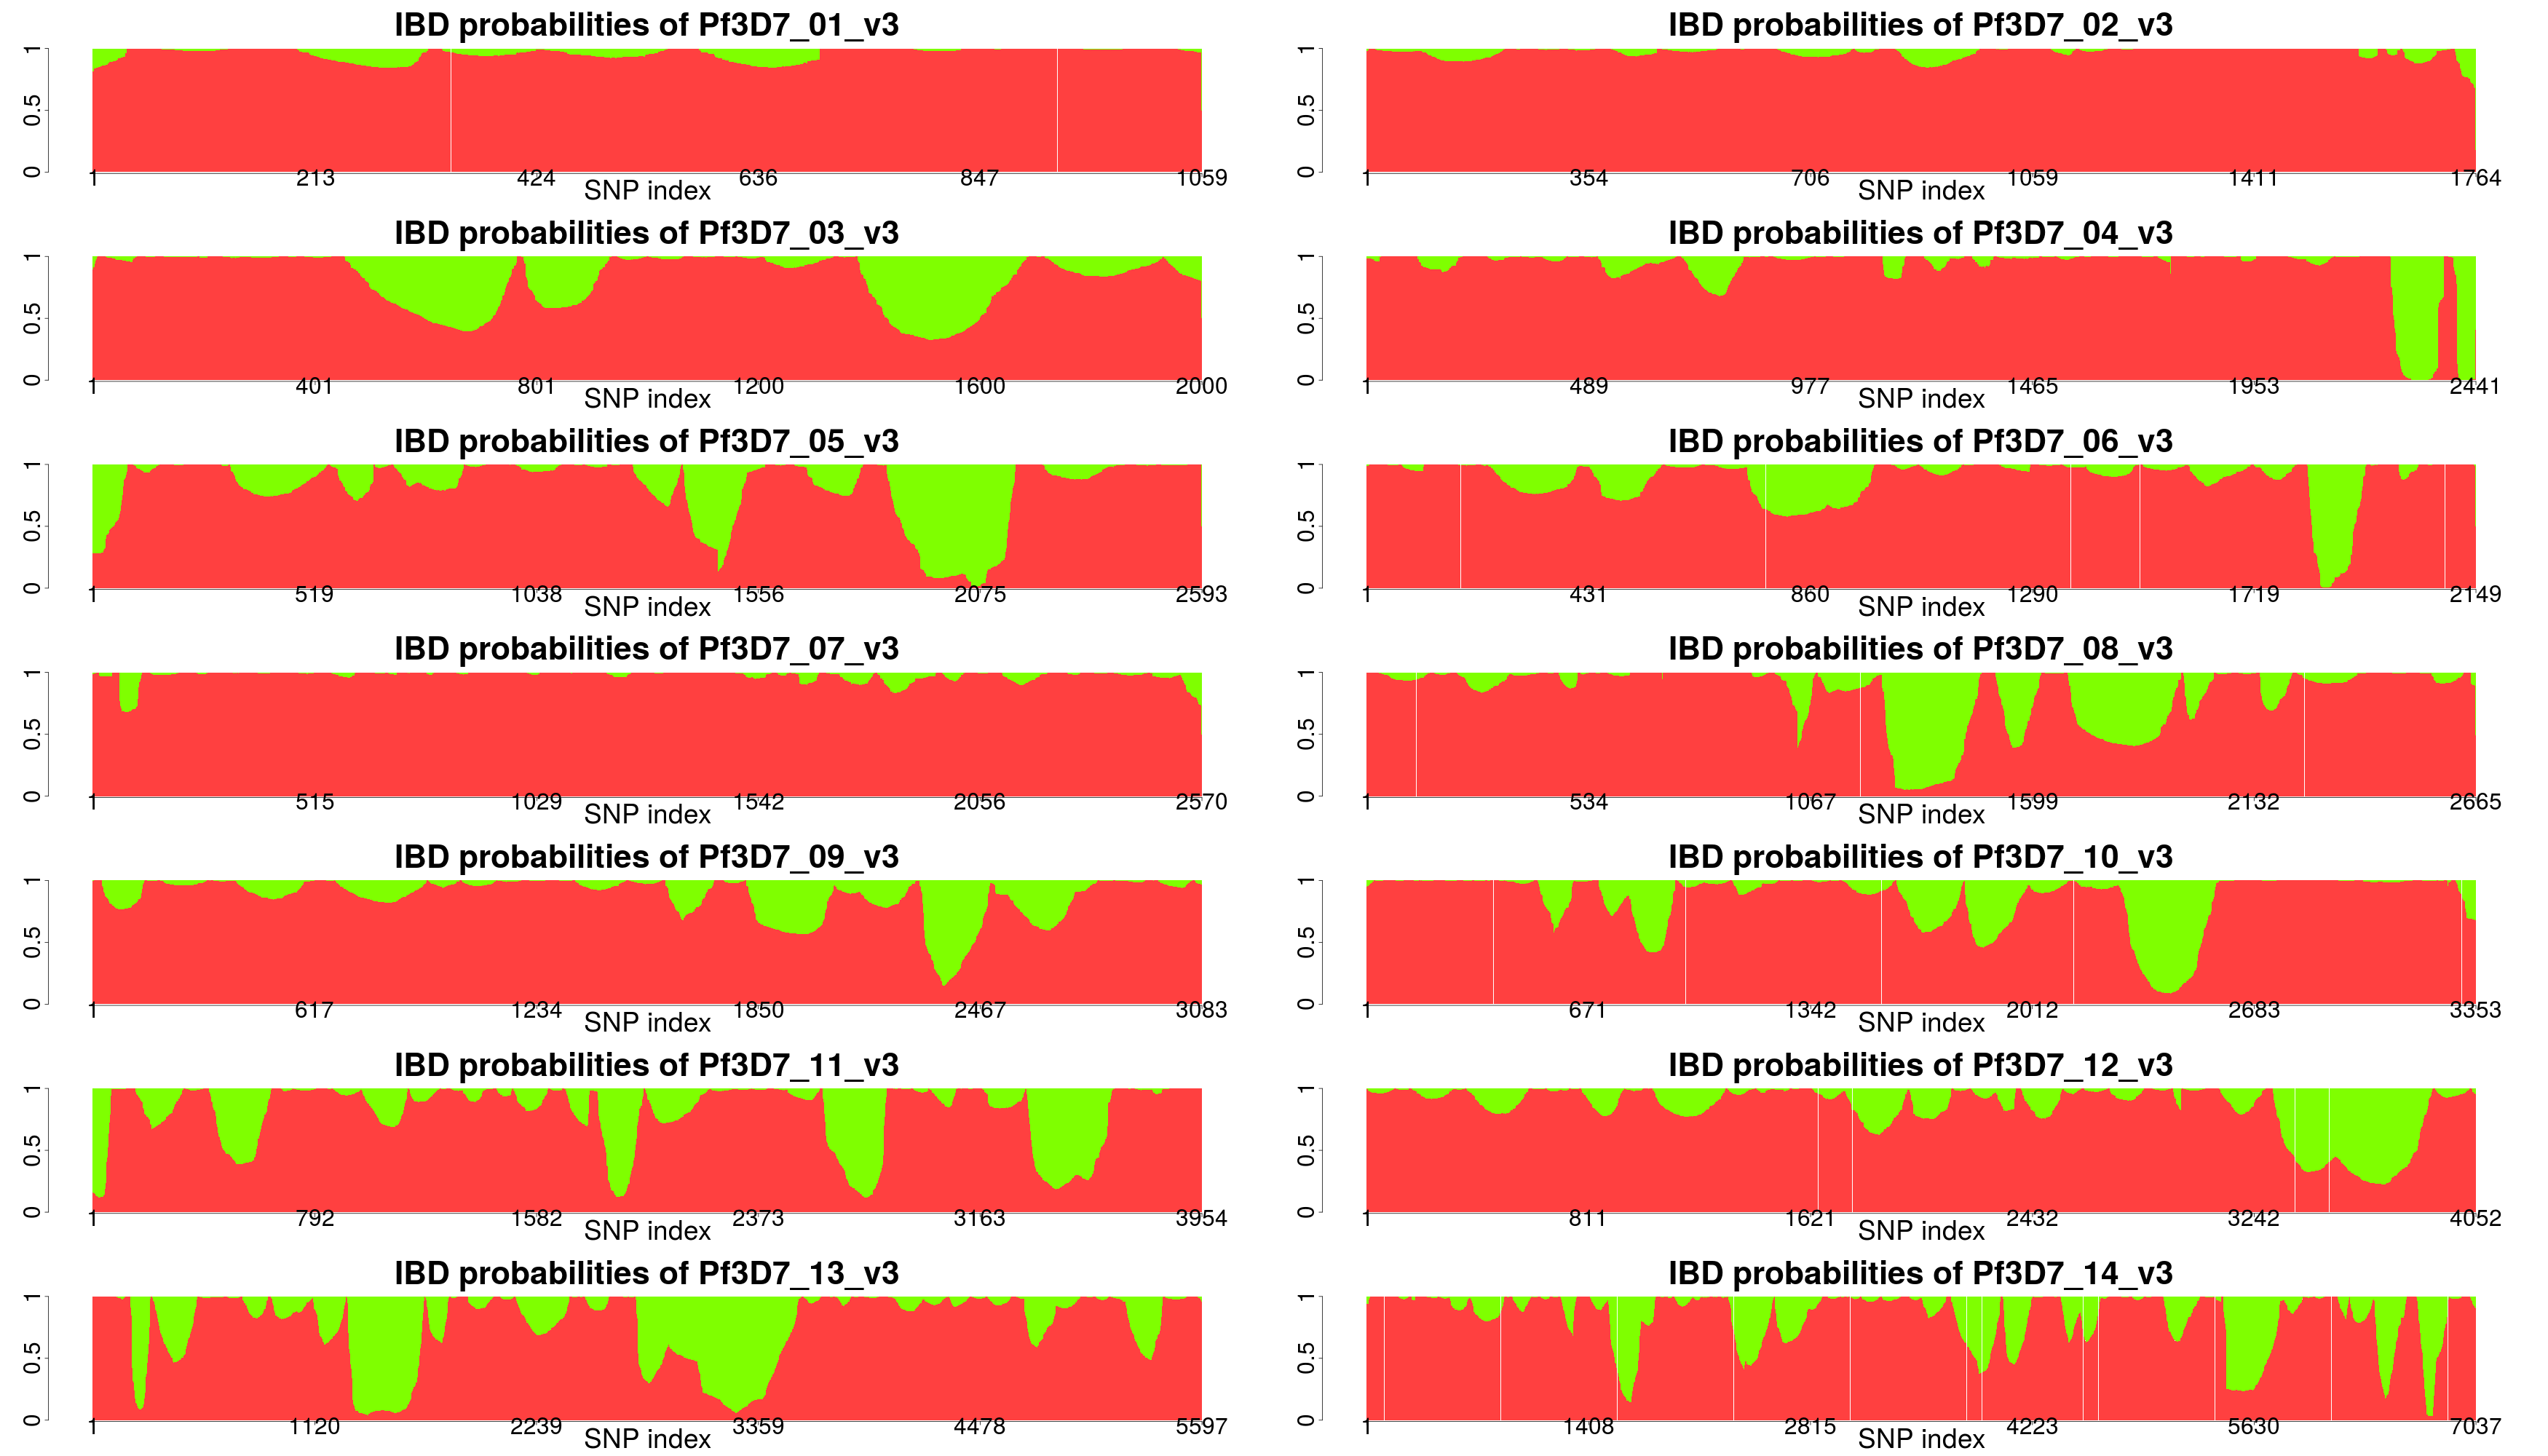 IBD probabilities of Pf3D7_01_v3
0 0.5 1
1 213 424 636 847 1059
SNP index
IBD probabilities of Pf3D7_02_v3
0 0.5 1
1 354 706 1059 1411 1764
SNP index
IBD probabilities of Pf3D7_03_v3
0 0.5 1
1 401 801 1200 1600 2000
SNP index
IBD probabilities of Pf3D7_04_v3
0 0.5 1
1 489 977 1465 1953 2441
SNP index
IBD probabilities of Pf3D7_05_v3
0 0.5 1
1 519 1038 1556 2075 2593
SNP index
IBD probabilities of Pf3D7_06_v3
0 0.5 1
1 431 860 1290 1719 2149
SNP index
IBD probabilities of Pf3D7_07_v3
0 0.5 1
1 515 1029 1542 2056 2570
SNP index
IBD probabilities of Pf3D7_08_v3
0 0.5 1
1 534 1067 1599 2132 2665
SNP index
IBD probabilities of Pf3D7_09_v3
0 0.5 1
1 617 1234 1850 2467 3083
SNP index
IBD probabilities of Pf3D7_10_v3
0 0.5 1
1 671 1342 2012 2683 3353
SNP index
IBD probabilities of Pf3D7_11_v3
0 0.5 1
1 792 1582 2373 3163 3954
SNP index
IBD probabilities of Pf3D7_12_v3
0 0.5 1
1 811 1621 2432 3242 4052
SNP index
IBD probabilities of Pf3D7_13_v3
0 0.5 1
1 1120 2239 3359 4478 5597
SNP index
IBD probabilities of Pf3D7_14_v3
0 0.5 1
1 1408 2815 4223 5630 7037
SNP index